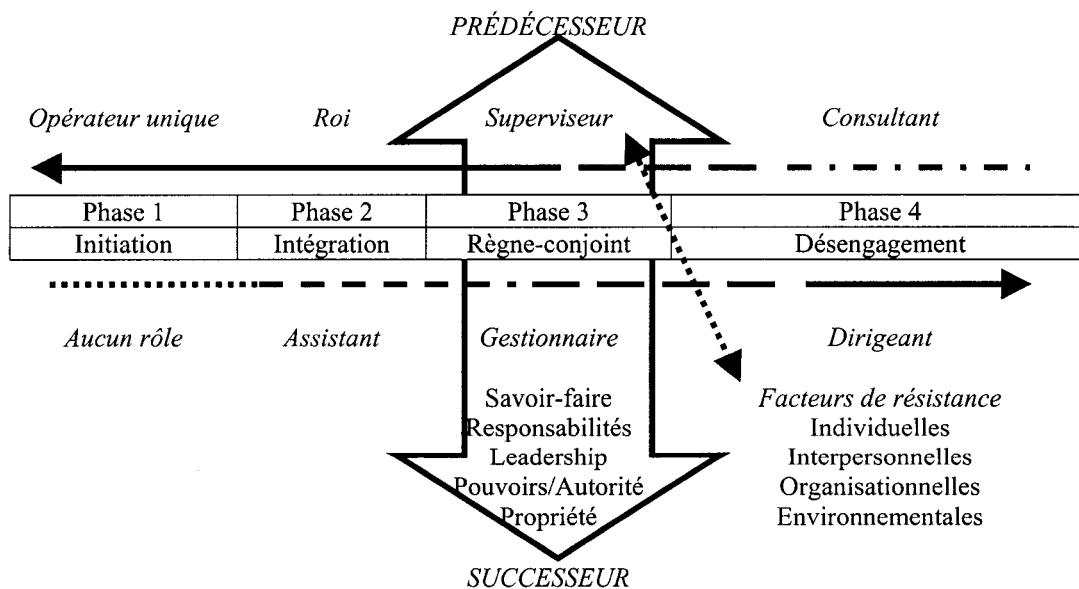 PRÉDÉCESSEUR
Opérateur unique Roi Superviseur Consultant
Phase 1 Phase 2 Phase 3 Phase 4
Initiation Intégration Règne-conjoint Désengagement
Aucun rôle Assistant Gestionnaire Dirigeant
Savoir-faire Facteurs de résistance
Responsabilités Individuelles
Leadership Interpersonnelles
Pouvoirs/Autorité Organisationnelles
Propriété Environnementales
SUCCESSEUR